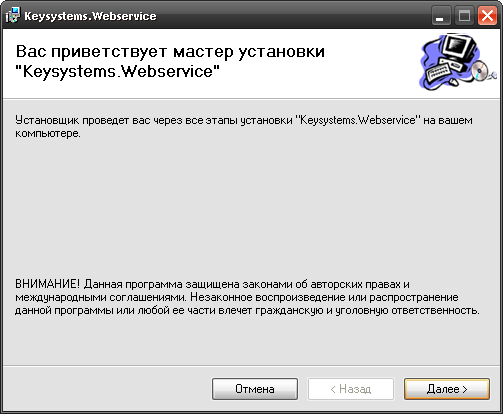 Keysystems.Webservice
Вас приветствует мастер установки
"Keysystems.Webservice"
Установщик проведет вас через все этапы установки "Keysystems.Webservice" на вашем
компьютере.
ВНИМАНИЕ! Данная программа защищена законами об авторских правах и
международными соглашениями. Незаконное воспроизведение или распространение
данной программы или любой ее части влечет гражданскую и уголовную ответственность.
Отмена < Назад Далее >